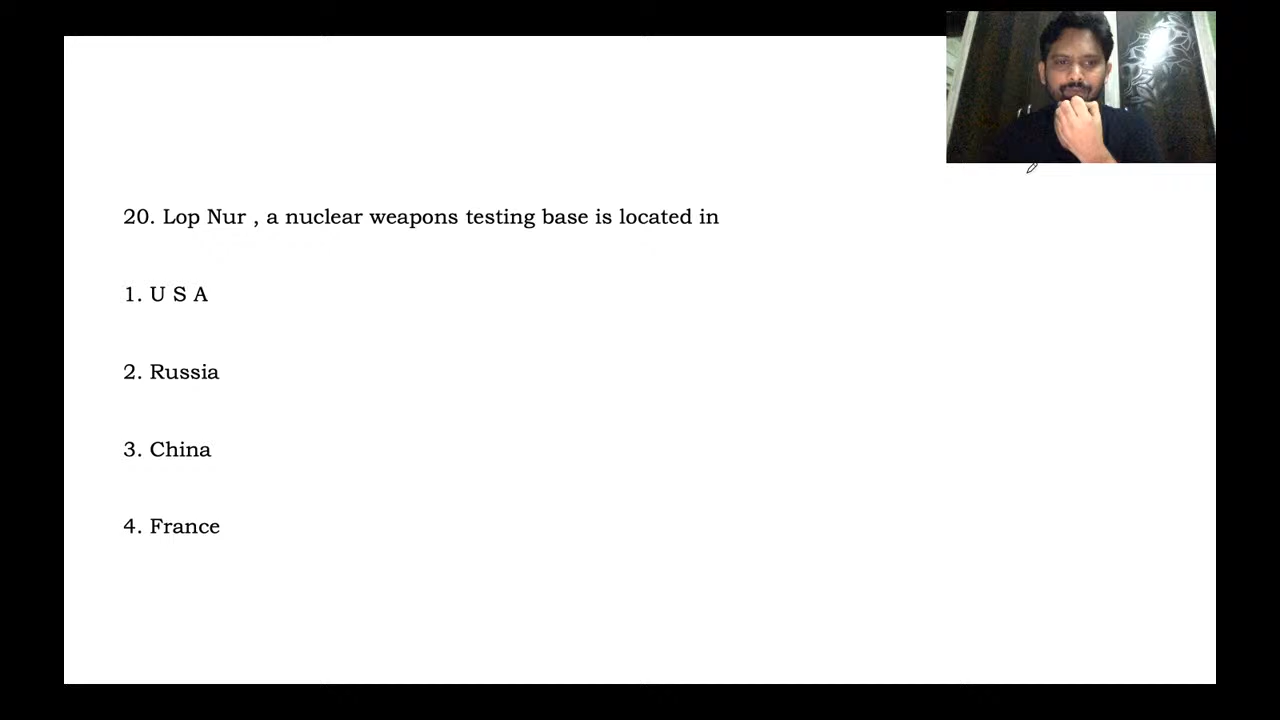 20. Lop Nur , a nuclear weapons testing base is located in
1. U S A
2. Russia
3. China
4. France